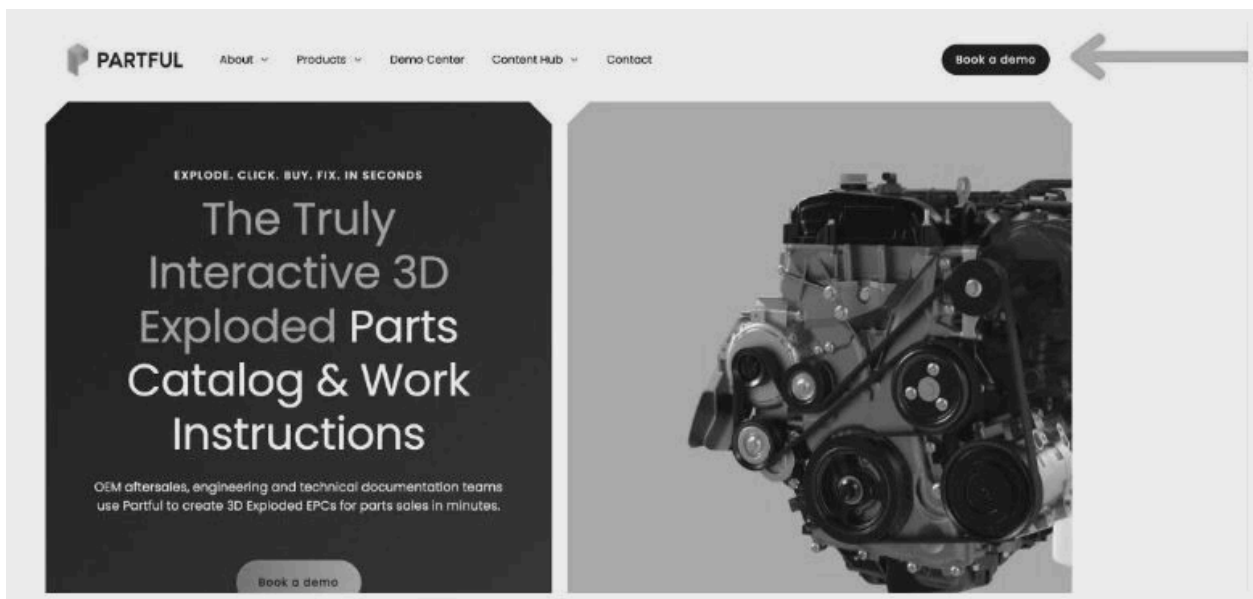 PARTFUL
About
Products
Demo Center
Content Hub
Contact
Book a demo
EXPLODE. CLICK. BUY. FIX. IN SECONDS
The Truly
Interactive 3D
Exploded Parts
Catalog & Work
Instructions
OEM aftersales, engineering and technical documentation teams
use Partful to create 3D Exploded EPCs for parts sales in minutes.
Book a demo